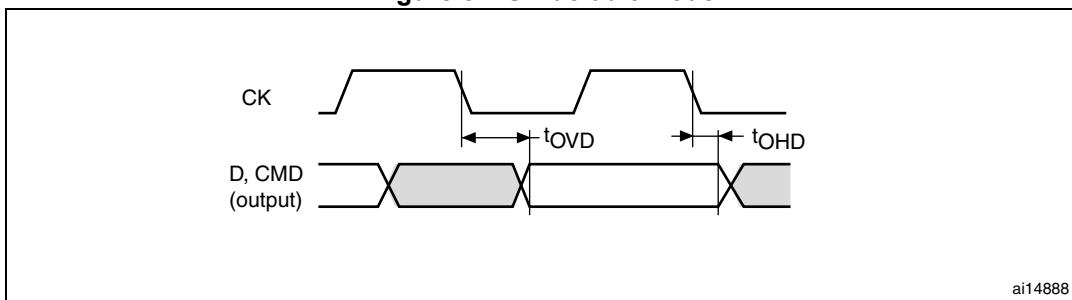 CK
tOVD
tOHD
D, CMD
(output)
ai14888